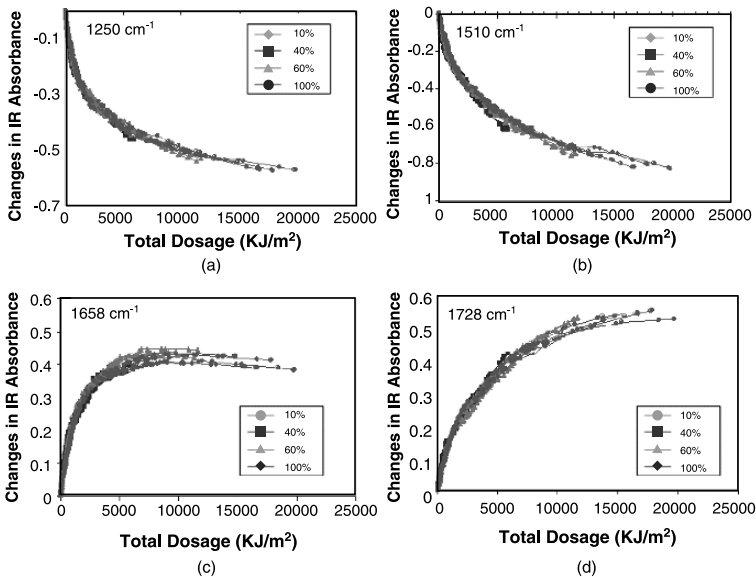 1250 cm⁻¹
-0.1
-0.3
-0.5
-0.7
0 5000 10000 15000 20000 25000
10%
40%
60%
100%
Changes in IR Absorbance
Total Dosage (KJ/m²)
(a)
1510 cm⁻¹
0
-0.2
-0.4
-0.6
-0.8
1
0 5000 10000 15000 20000 25000
10%
40%
60%
100%
Changes in IR Absorbance
Total Dosage (KJ/m²)
(b)
1658 cm⁻¹
0.6
0.5
0.4
0.3
0.2
0.1
0
0 5000 10000 15000 20000 25000
10%
40%
60%
100%
Changes in IR Absorbance
Total Dosage (KJ/m²)
(c)
1728 cm⁻¹
0.6
0.5
0.4
0.3
0.2
0.1
0
0 5000 10000 15000 20000 25000
10%
40%
60%
100%
Changes in IR Absorbance
Total Dosage (KJ/m²)
(d)